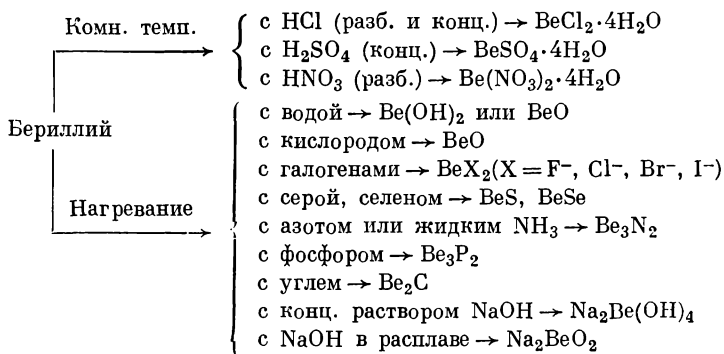 Комн. темп.
с HCl (разб. и конц.) → BeCl₂·4H₂O
с H₂SO₄ (конц.) → BeSO₄·4H₂O
с HNO₃ (разб.) → Be(NO₃)₂·4H₂O
Бериллий
Нагревание
с водой → Be(OH)₂ или BeO
с кислородом → BeO
с галогенами → BeX₂(X = F⁻, Cl⁻, Br⁻, I⁻)
с серой, селеном → BeS, BeSe
с азотом или жидким NH₃ → Be₃N₂
с фосфором → Be₃P₂
с углем → Be₂C
с конц. раствором NaOH → Na₂Be(OH)₄
с NaOH в расплаве → Na₂BeO₂